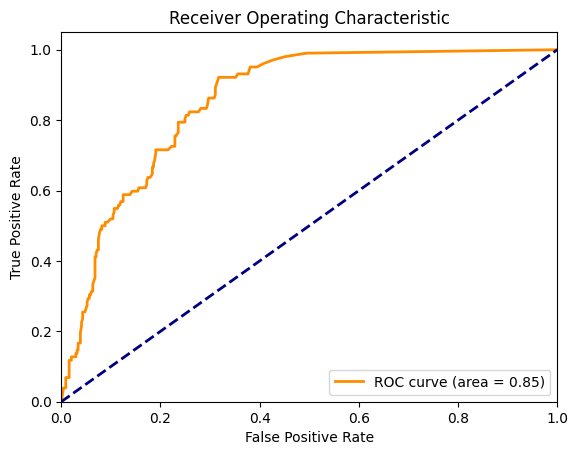 Receiver Operating Characteristic
1.0
0.8
0.6
0.4
0.2
0.0
True Positive Rate
ROC curve (area = 0.85)
0.0 0.2 0.4 0.6 0.8 1.0
False Positive Rate